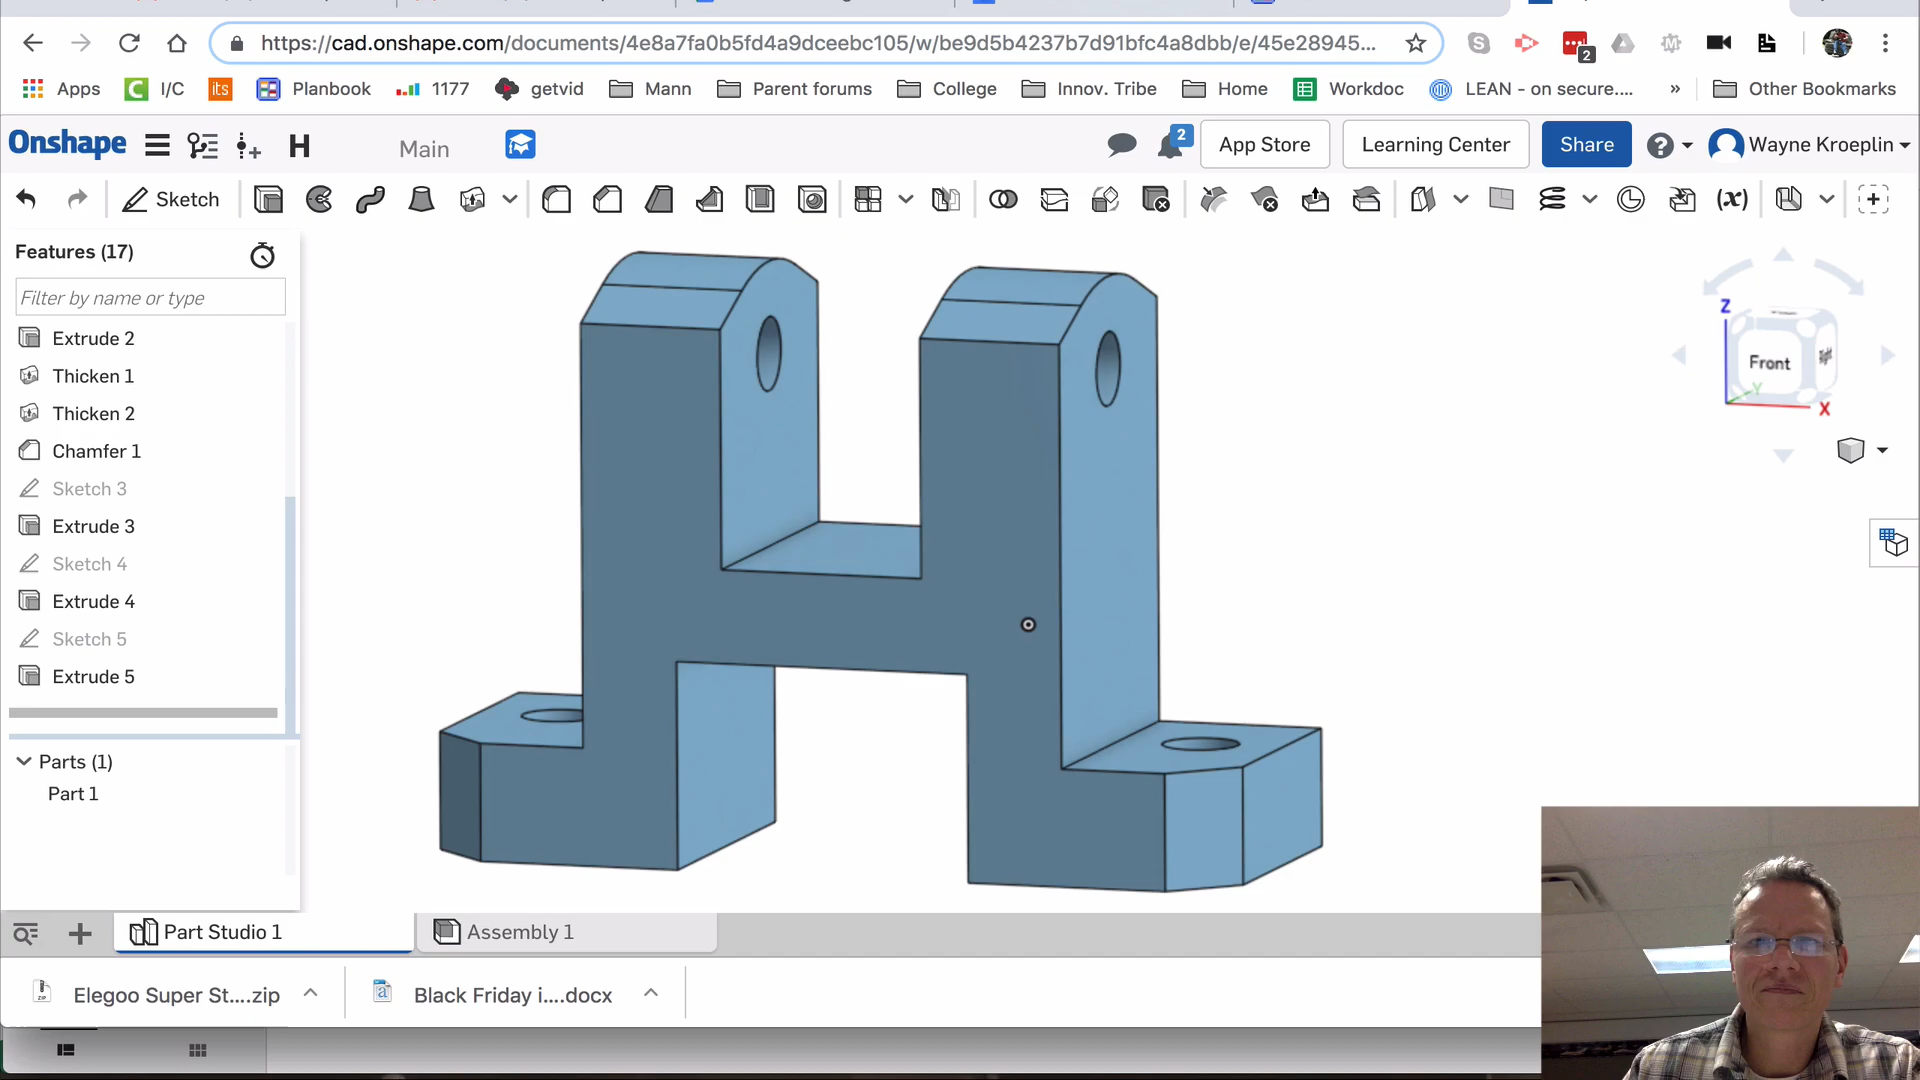 https://cad.onshape.com/documents/4e8a7fa0b5fd4a9dceebc105/w/be9d5b4237b7d91bfc4a8dbb/e/45e28945...
2
Apps I/C its Planbook 1177 getvid Mann Parent forums College Innov. Tribe Home Workdoc LEAN - on secure.... » Other Bookmarks
Onshape H Main 2 App Store Learning Center Share Wayne Kroeplin
Sketch (x)
Features (17)
Filter by name or type
Extrude 2
Thicken 1
Thicken 2
Chamfer 1
Sketch 3
Extrude 3
Sketch 4
Extrude 4
Sketch 5
Extrude 5
Parts (1)
Part 1
Z
Front Right
Y
X
Part Studio 1 Assembly 1
Elegoo Super St....zip Black Friday i....docx